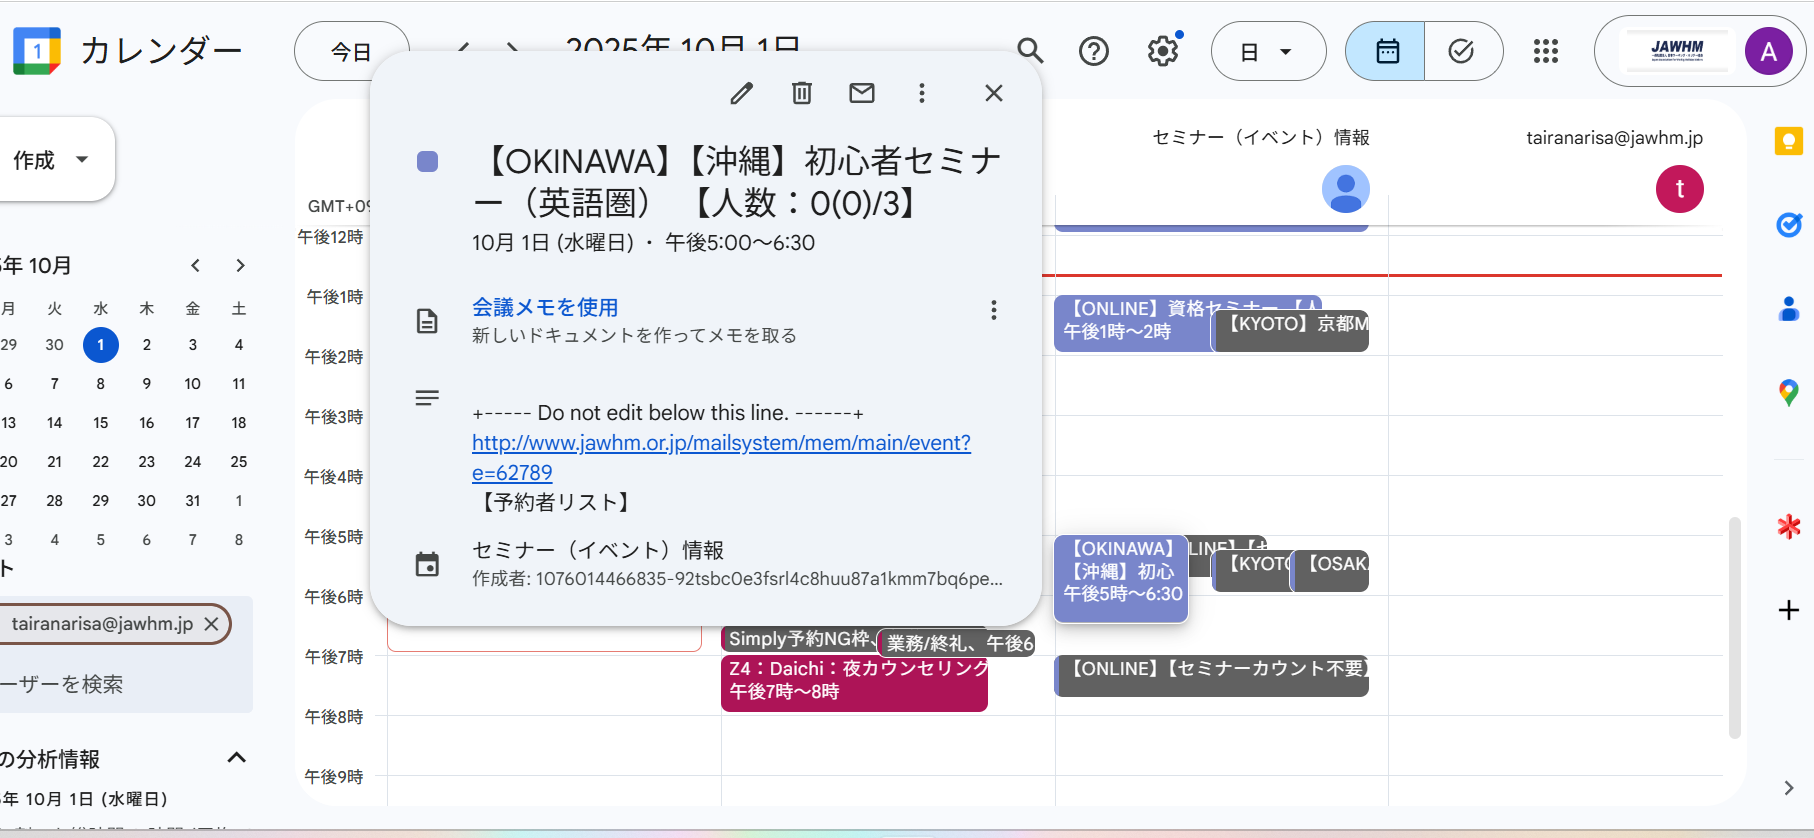 カレンダー
今日
2025年 10月 1日
日
JAWHM
A
作成
【OKINAWA】【沖縄】初心者セミナ
ー（英語圏） 【人数：0(0)/3】
10月 1日 (水曜日) ・ 午後5:00～6:30
会議メモを使用
新しいドキュメントを作ってメモを取る
+----- Do not edit below this line. ------+
http://www.jawhm.or.jp/mailsystem/mem/main/event?
e=62789
【予約者リスト】
セミナー（イベント）情報
作成者: 1076014466835-92tsbc0e3fsrl4c8huu87a1kmm7bq6pe...
セミナー（イベント）情報
tairanarisa@jawhm.jp
t
GMT+09
午後12時
午後1時
午後2時
午後3時
午後4時
午後5時
午後6時
午後7時
午後8時
午後9時
【ONLINE】資格セミナー 【人
午後1時～2時
【KYOTO】京都M
【OKINAWA】
【沖縄】初心
午後5時～6:30
LINE】【セ
【KYOTO
【OSAKA
【ONLINE】【セミナーカウント不要】
Simply予約NG枠、
業務/終礼、午後6
Z4：Daichi：夜カウンセリング
午後7時～8時
年 10月
月 火 水 木 金 土
29 30 1 2 3 4
6 7 8 9 10 11
13 14 15 16 17 18
20 21 22 23 24 25
27 28 29 30 31 1
3 4 5 6 7 8
ト
tairanarisa@jawhm.jp
ーザーを検索
の分析情報
年 10月 1日 (水曜日)